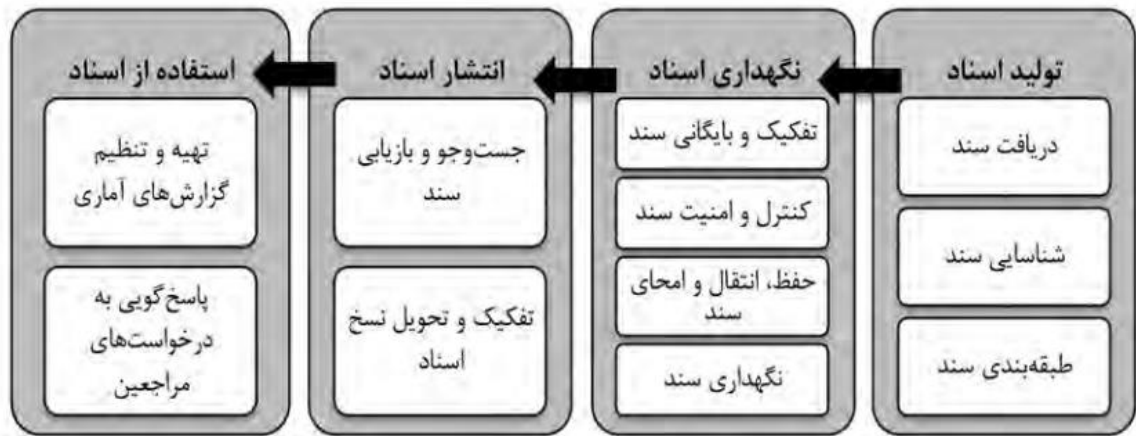 تولید اسناد
دریافت سند
شناسایی سند
طبقه‌بندی سند
نگهداری اسناد
تفکیک و بایگانی سند
کنترل و امنیت سند
حفظ، انتقال و امحای
سند
نگهداری سند
انتشار اسناد
جست‌وجو و بازیابی
سند
تفکیک و تحویل نسخ
اسناد
استفاده از اسناد
تهیه و تنظیم
گزارش‌های آماری
پاسخ‌گویی به
درخواست‌های
مراجعین